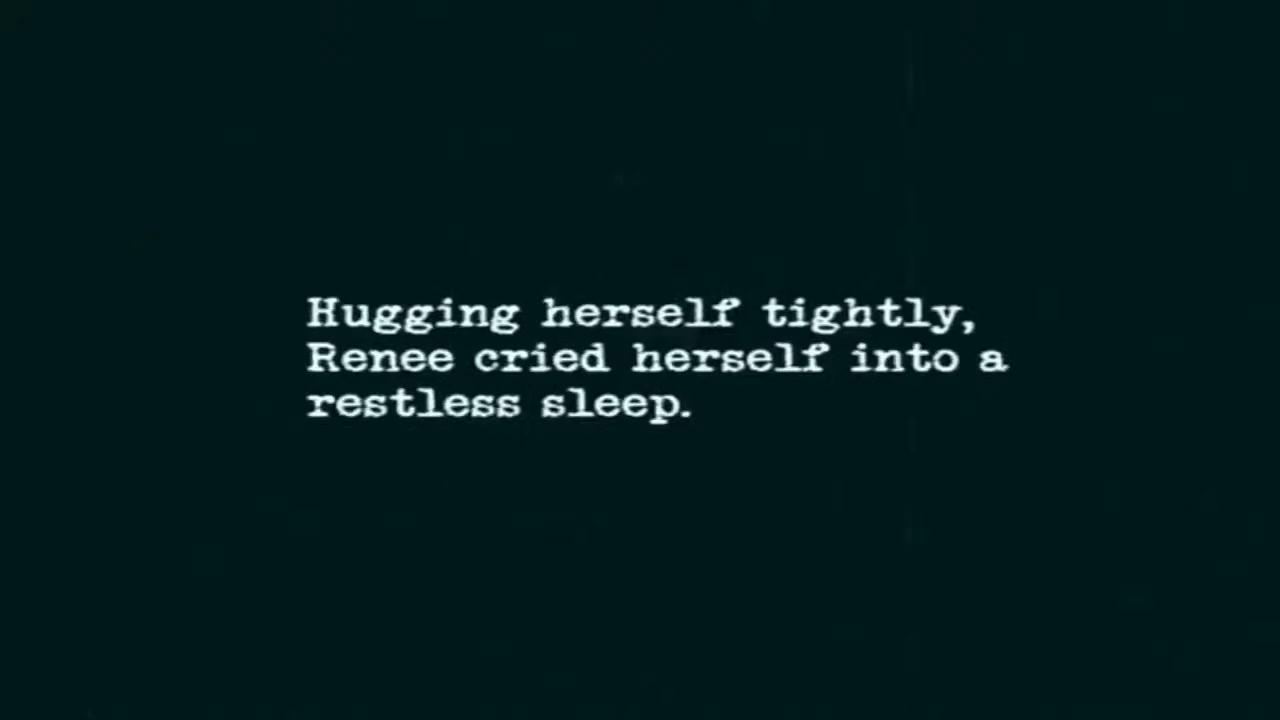 Hugging herself tightly,
Renee cried herself into a
restless sleep.